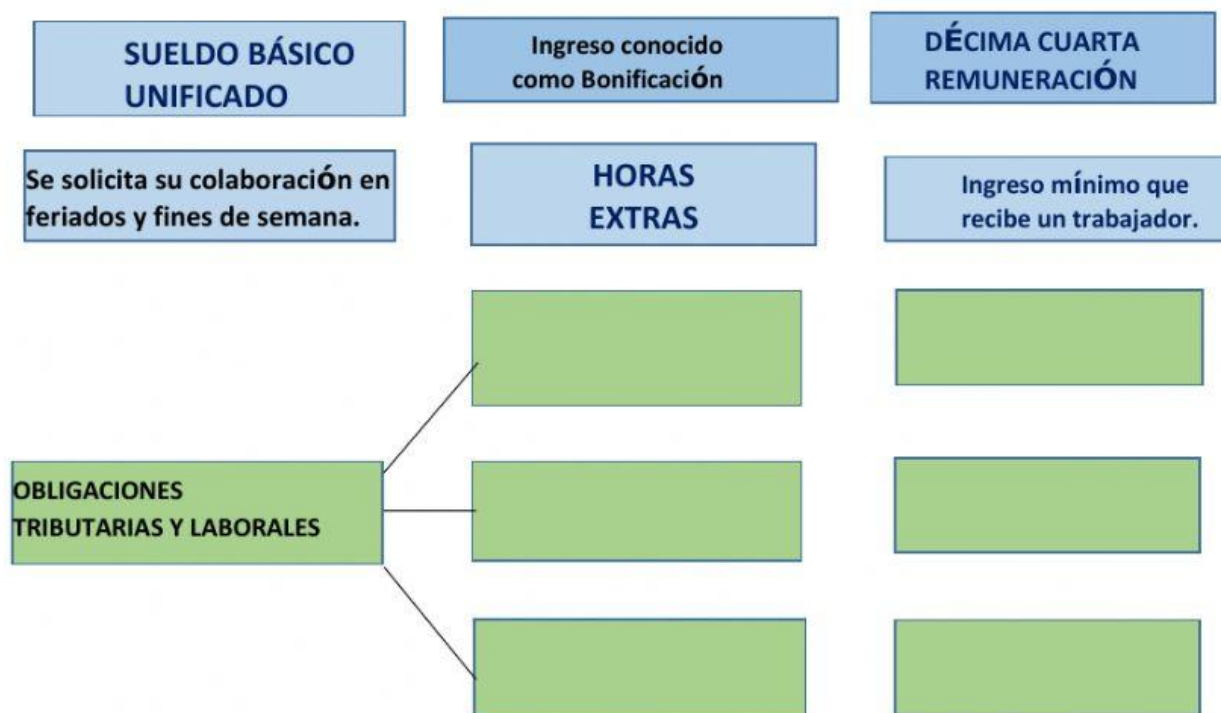 SUELDO BÁSICO
UNIFICADO
Ingreso conocido
como Bonificación
DÉCIMA CUARTA
REMUNERACIÓN
Se solicita su colaboración en
feriados y fines de semana.
HORAS
EXTRAS
Ingreso mínimo que
recibe un trabajador.
OBLIGACIONES
TRIBUTARIAS Y LABORALES